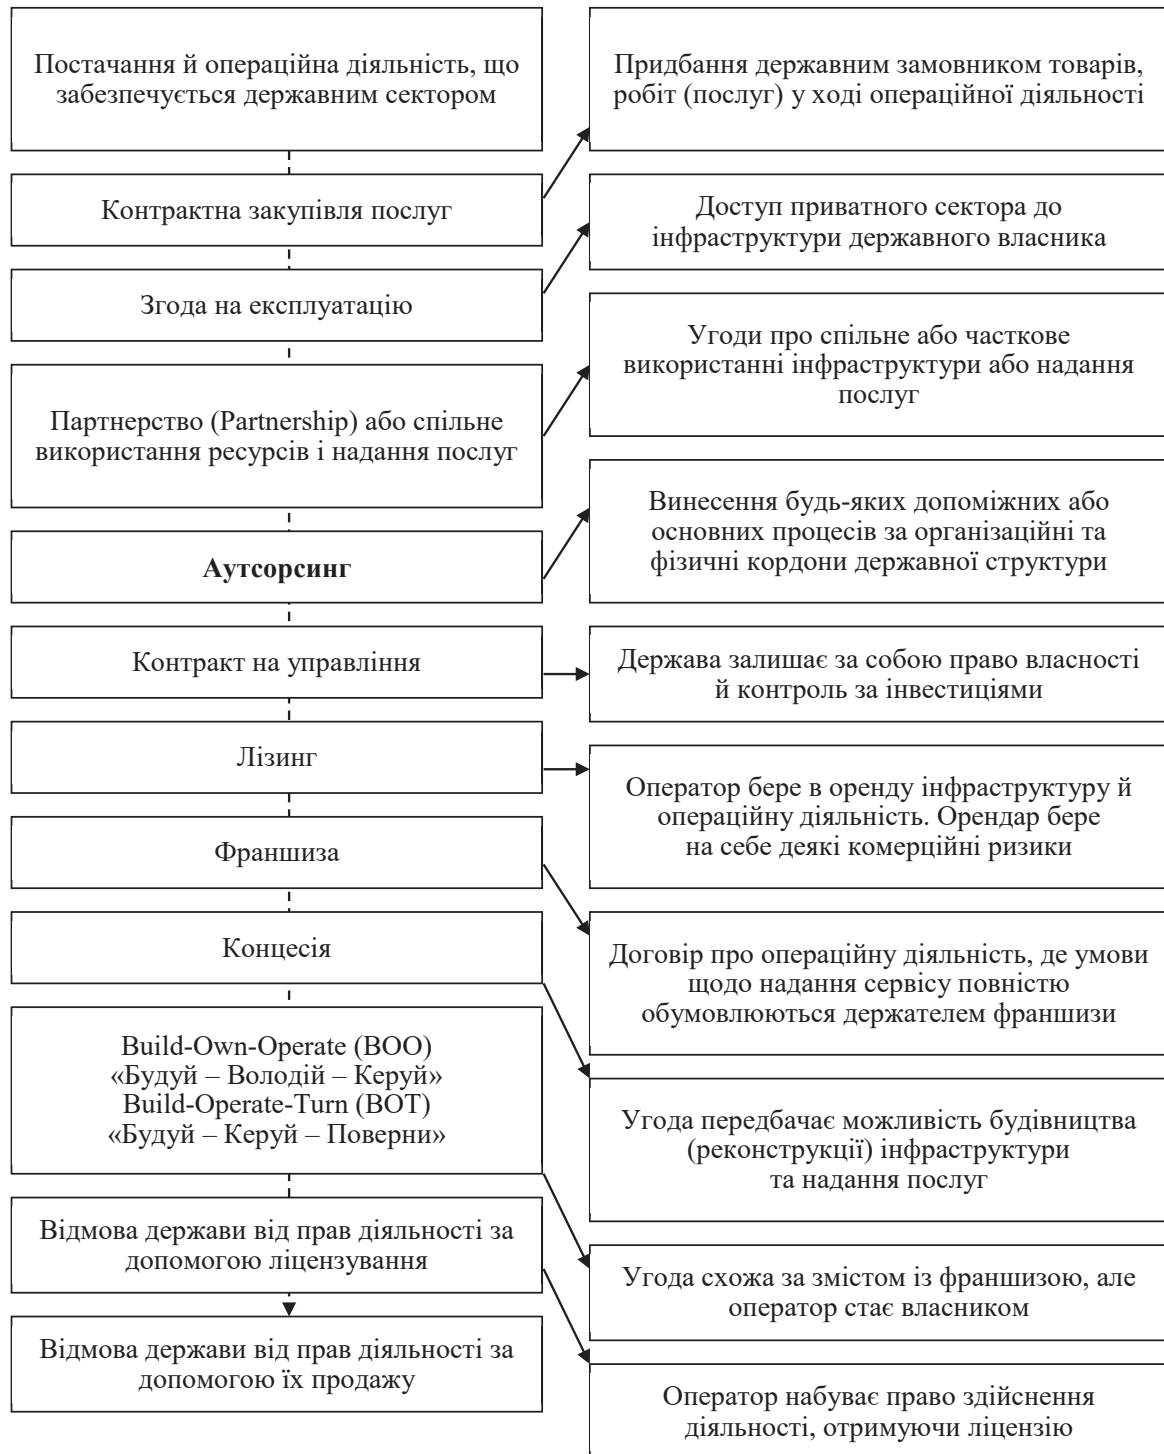 Постачання й операційна діяльність, що
забезпечується державним сектором
Контрактна закупівля послуг
Згода на експлуатацію
Партнерство (Partnership) або спільне
використання ресурсів і надання послуг
Аутсорсинг
Контракт на управління
Лізинг
Франшиза
Концесія
Build-Own-Operate (BOO)
«Будуй – Володій – Керуй»
Build-Operate-Turn (BOT)
«Будуй – Керуй – Поверни»
Відмова держави від прав діяльності за
допомогою ліцензування
Відмова держави від прав діяльності за
допомогою їх продажу
Придбання державним замовником товарів,
робіт (послуг) у ході операційної діяльності
Доступ приватного сектора до
інфраструктури державного власника
Угоди про спільне або часткове
використанні інфраструктури або надання
послуг
Винесення будь-яких допоміжних або
основних процесів за організаційні та
фізичні кордони державної структури
Держава залишає за собою право власності
й контроль за інвестиціями
Оператор бере в оренду інфраструктуру й
операційну діяльність. Орендар бере
на себе деякі комерційні ризики
Договір про операційну діяльність, де умови
щодо надання сервісу повністю
обумовлюються держателем франшизи
Угода передбачає можливість будівництва
(реконструкції) інфраструктури
та надання послуг
Угода схожа за змістом із франшизою, але
оператор стає власником
Оператор набуває право здійснення
діяльності, отримуючи ліцензію